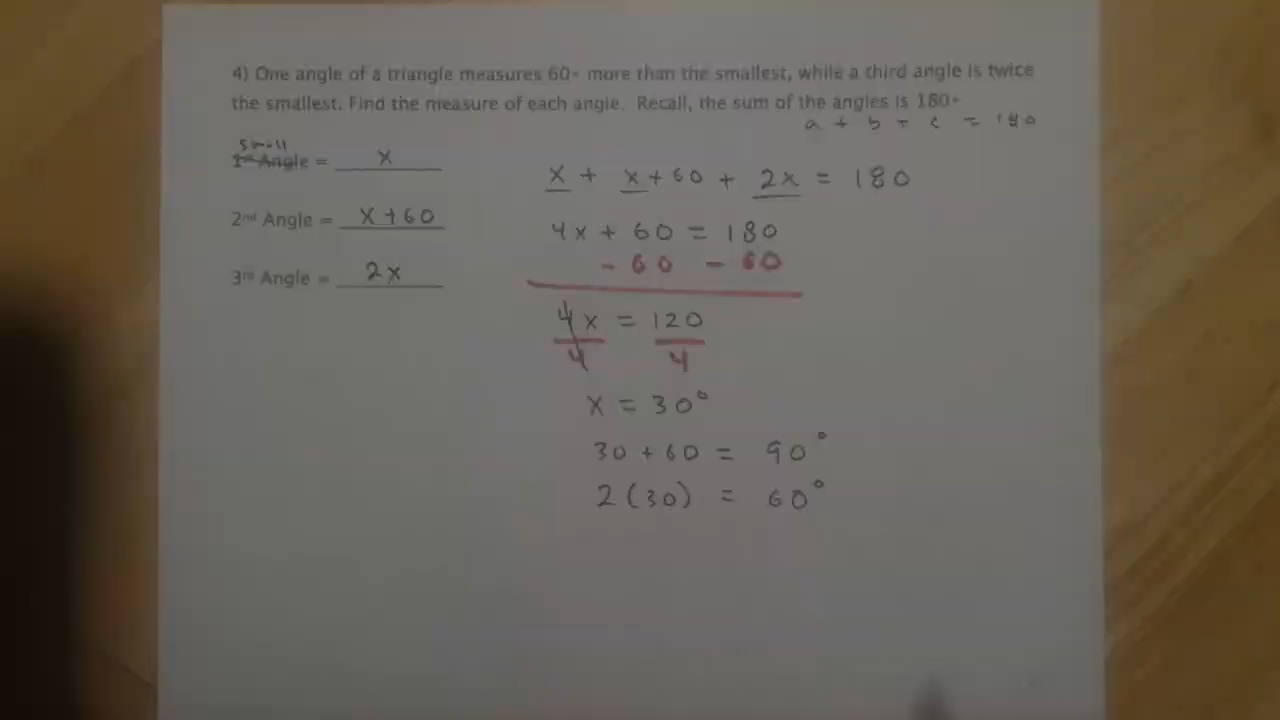 4) One angle of a triangle measures 60° more than the smallest, while a third angle is twice
the smallest. Find the measure of each angle. Recall, the sum of the angles is 180°
a + b + c = 180
Small
1st Angle = x
2nd Angle = x + 60
3rd Angle = 2x
x + x + 60 + 2x = 180
4x + 60 = 180
- 60 - 60
4x = 120
4 4
x = 30°
30 + 60 = 90°
2(30) = 60°